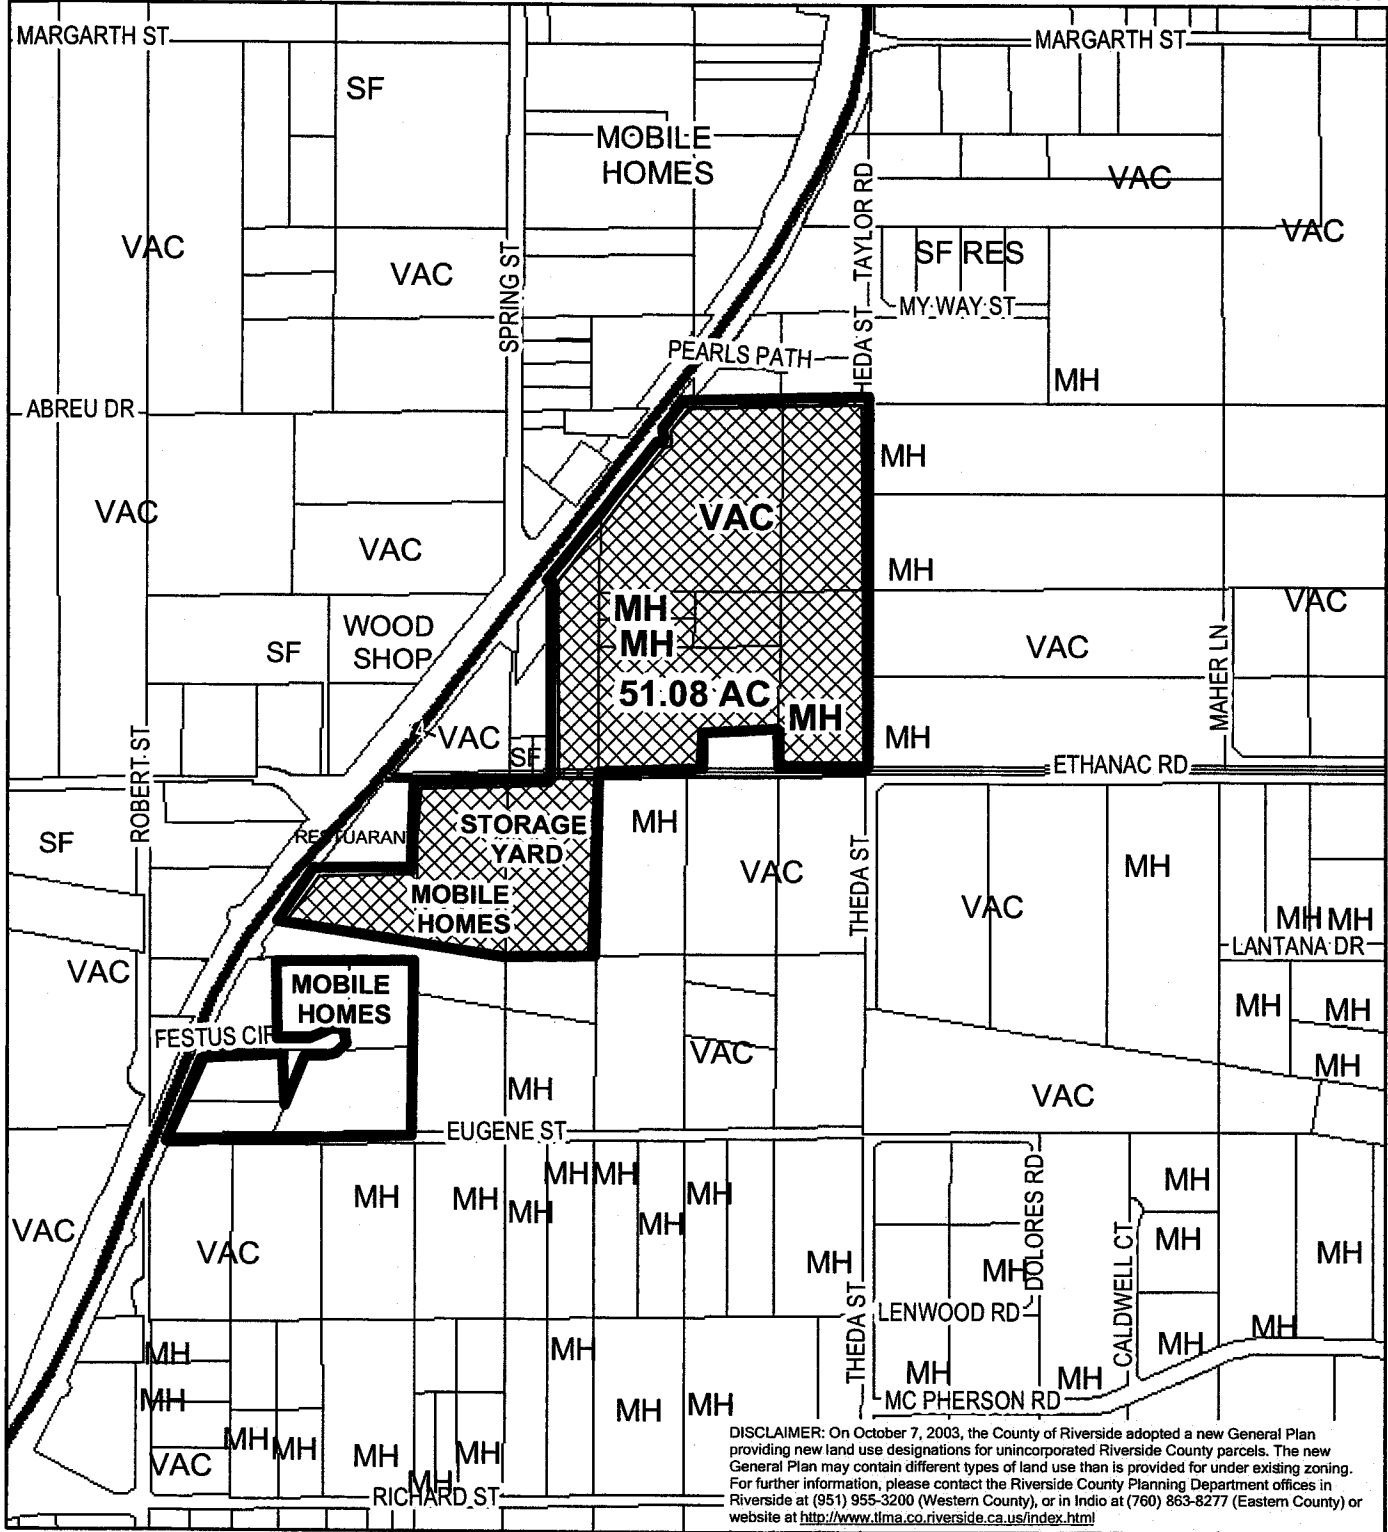 MARGARTH ST
MARGARTH ST
SF
MOBILE
HOMES
VAC
TAYLOR RD
VAC
VAC
VAC
SPRING ST
SF RES
MY WAY ST
HEDA ST
PEARLS PATH
MH
ABREU DR
MH
VAC
VAC
VAC
MH
VAC
MH
MH
WOOD
SHOP
SF
VAC
MAHER LN
51.08 AC
MH
VAC
SF
MH
ROBERT ST
ETHANAC RD
SF
RESTUARAN
STORAGE
YARD
MH
VAC
MH
THEDA ST
MOBILE
HOMES
VAC
MH MH
LANTANA DR
VAC
MOBILE
HOMES
MH
MH
FESTUS CIR
VAC
MH
MH
VAC
EUGENE ST
MH MH
MH
MH
MH
MH
MH
MH
DOLORES RD
MH
VAC
VAC
MH
MH
MH
MH
CALDWELL CT
THEDA ST
LENWOOD RD
MH
MH
MH
MH
MH
MH
MH
MC PHERSON RD
MH
MH
MH
MH
MH
MH
MH
VAC
MH
RICHARD ST
DISCLAIMER: On October 7, 2003, the County of Riverside adopted a new General Plan
providing new land use designations for unincorporated Riverside County parcels. The new
General Plan may contain different types of land use than is provided for under existing zoning.
For further information, please contact the Riverside County Planning Department offices in
Riverside at (951) 955-3200 (Western County), or in Indio at (760) 863-8277 (Eastern County) or
website at http://www.tlma.co.riverside.ca.us/index.html